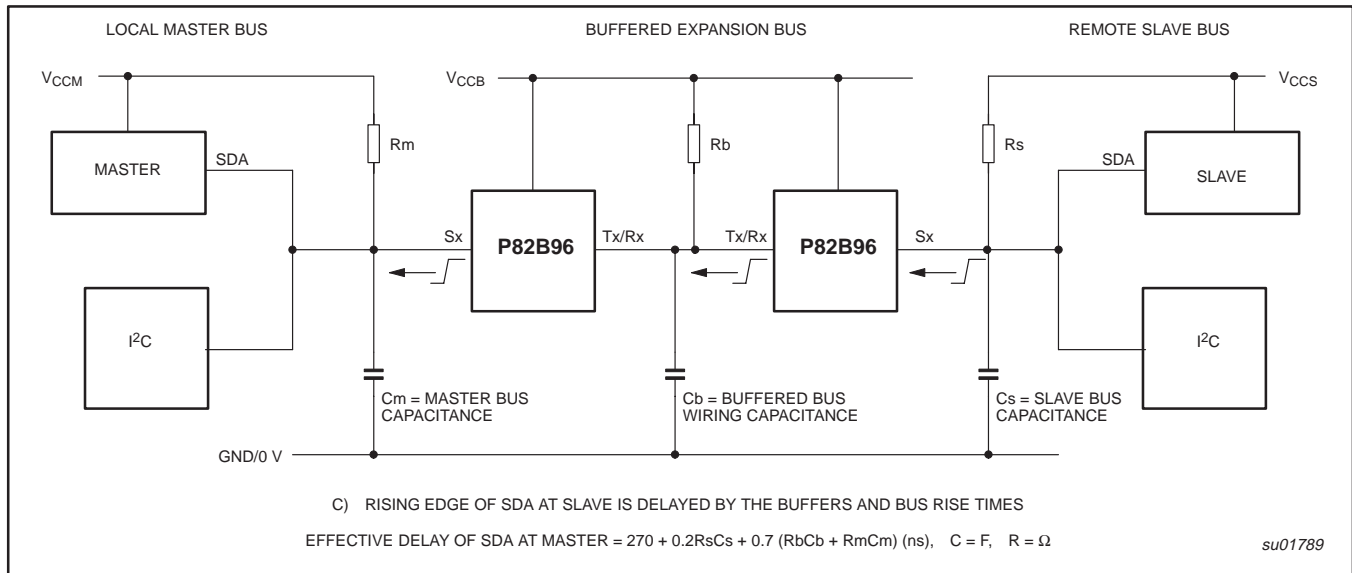 LOCAL MASTER BUS
BUFFERED EXPANSION BUS
REMOTE SLAVE BUS
VCCM
VCCB
VCCS
Rm
Rb
Rs
MASTER
SDA
SDA
SLAVE
Sx
P82B96
Tx/Rx
Tx/Rx
P82B96
Sx
I²C
I²C
Cm = MASTER BUS
CAPACITANCE
Cb = BUFFERED BUS
WIRING CAPACITANCE
Cs = SLAVE BUS
CAPACITANCE
GND/0 V
C) RISING EDGE OF SDA AT SLAVE IS DELAYED BY THE BUFFERS AND BUS RISE TIMES
EFFECTIVE DELAY OF SDA AT MASTER = 270 + 0.2RsCs + 0.7 (RbCb + RmCm) (ns), C = F, R = Ω
su01789